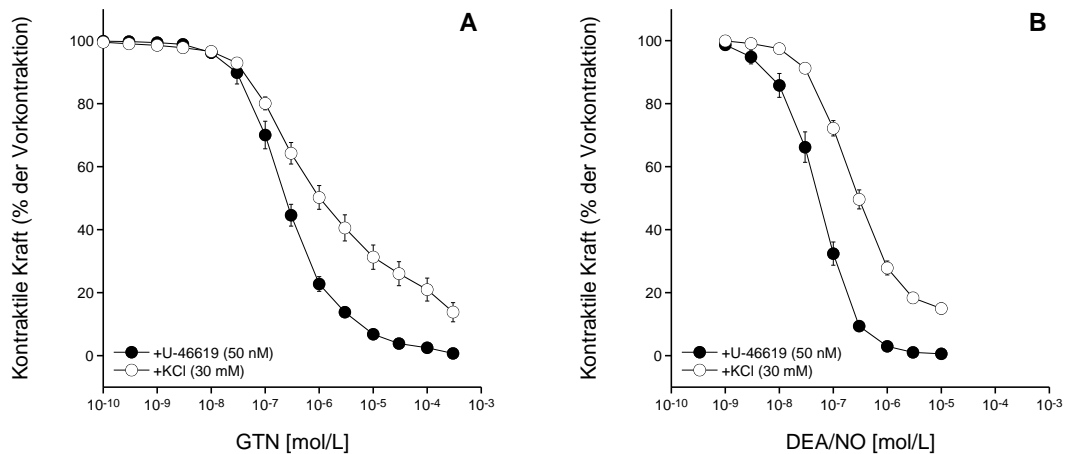 A
Kontraktile Kraft (% der Vorkontraktion)
100
80
60
40
20
0
+U-46619 (50 nM)
+KCl (30 mM)
10-10 10-9 10-8 10-7 10-6 10-5 10-4 10-3
GTN [mol/L]
B
Kontraktile Kraft (% der Vorkontraktion)
100
80
60
40
20
0
+U-46619 (50 nM)
+KCl (30 mM)
10-10 10-9 10-8 10-7 10-6 10-5 10-4 10-3
DEA/NO [mol/L]